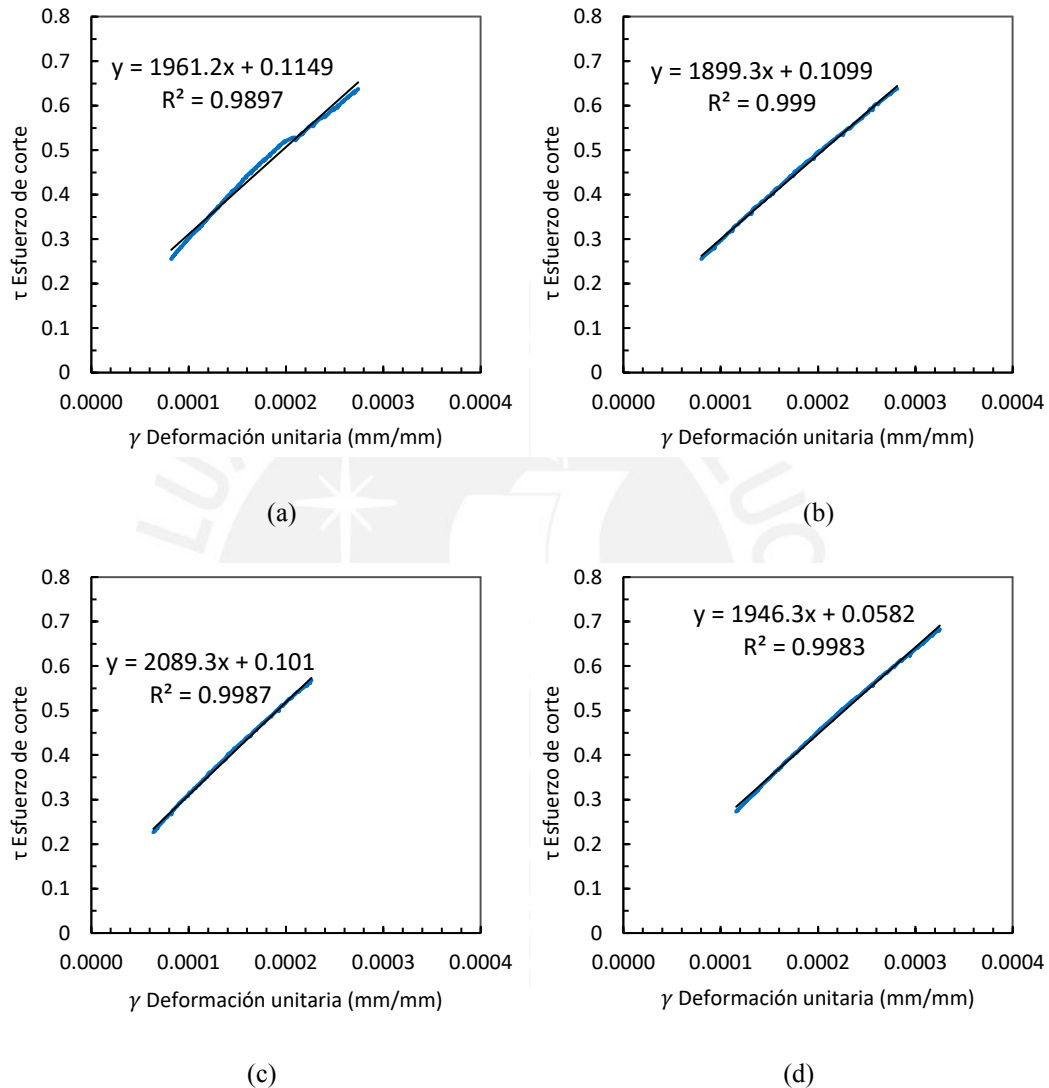 0.8
0.7
0.6
0.5
0.4
0.3
0.2
0.1
0
τ Esfuerzo de corte
y = 1961.2x + 0.1149
R² = 0.9897
0.0000 0.0001 0.0002 0.0003 0.0004
γ Deformación unitaria (mm/mm)
(a)
0.8
0.7
0.6
0.5
0.4
0.3
0.2
0.1
0
τ Esfuerzo de corte
y = 1899.3x + 0.1099
R² = 0.999
0.0000 0.0001 0.0002 0.0003 0.0004
γ Deformación unitaria (mm/mm)
(b)
0.8
0.7
0.6
0.5
0.4
0.3
0.2
0.1
0
τ Esfuerzo de corte
y = 2089.3x + 0.101
R² = 0.9987
0.0000 0.0001 0.0002 0.0003 0.0004
γ Deformación unitaria (mm/mm)
(c)
0.8
0.7
0.6
0.5
0.4
0.3
0.2
0.1
0
τ Esfuerzo de corte
y = 1946.3x + 0.0582
R² = 0.9983
0.0000 0.0001 0.0002 0.0003 0.0004
γ Deformación unitaria (mm/mm)
(d)